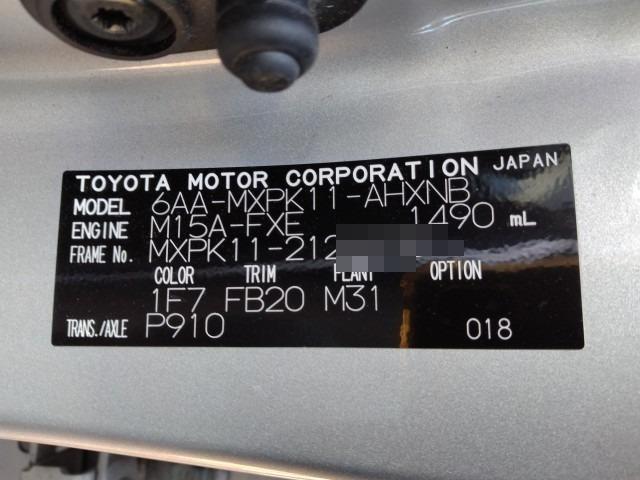 TOYOTA MOTOR CORPORATION JAPAN
MODEL 6AA-MXPK11-AHXNB
ENGINE M15A-FXE 1490 mL
FRAME No. MXPK11-212
COLOR TRIM PLANT OPTION
1F7 FB20 M31
TRANS./AXLE P910 018